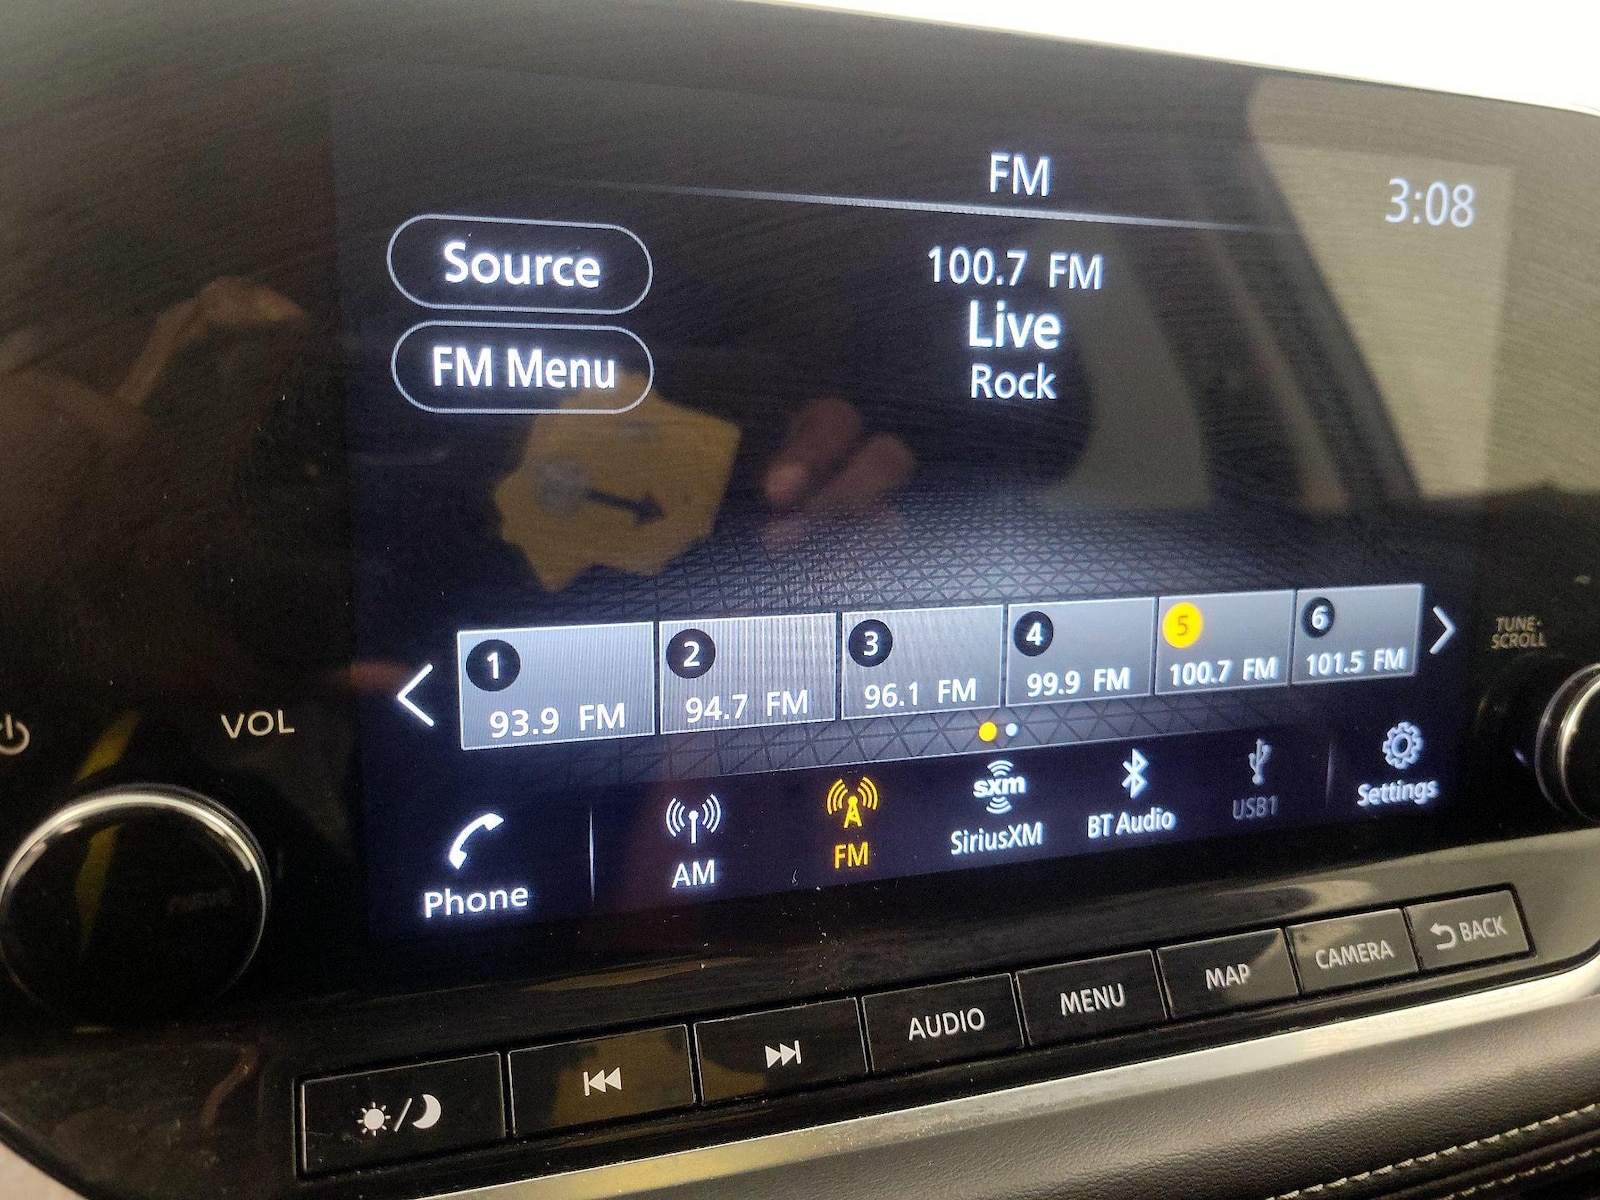 FM
3:08
Source
100.7 FM
Live
FM Menu
Rock
1
93.9 FM
2
94.7 FM
3
96.1 FM
4
99.9 FM
5
100.7 FM
6
101.5 FM
TUNE·
SCROLL
VOL
Phone
AM
FM
sxm
SiriusXM
BT Audio
USB1
Settings
AUDIO
MENU
MAP
CAMERA
BACK